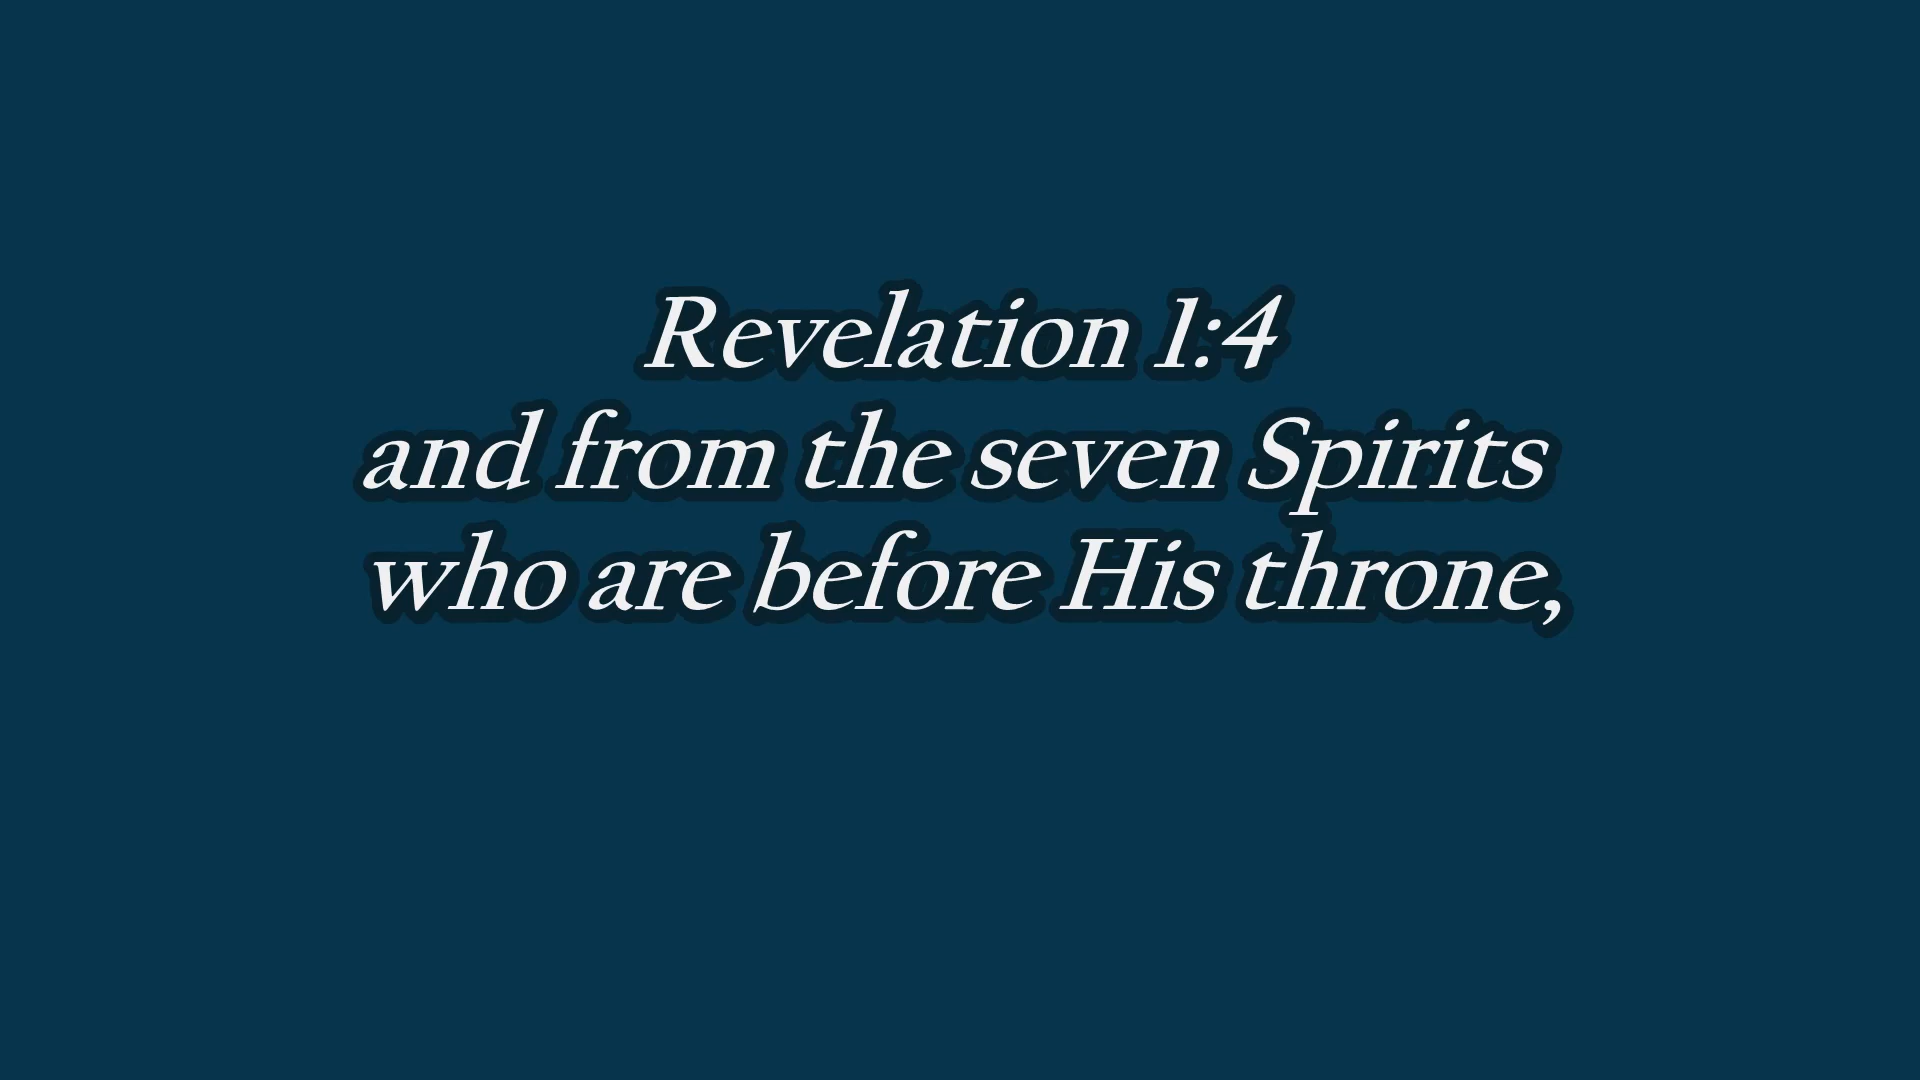 Revelation 1:4
and from the seven Spirits
who are before His throne,